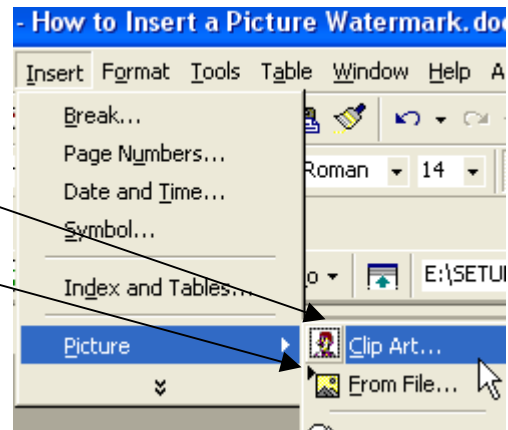 - How to Insert a Picture Watermark.do
Insert Format Tools Table Window Help A
Break...
Page Numbers...
Roman 14
Date and Time...
Symbol...
Index and Tables...
E:\SETU
Picture
Clip Art...
From File...